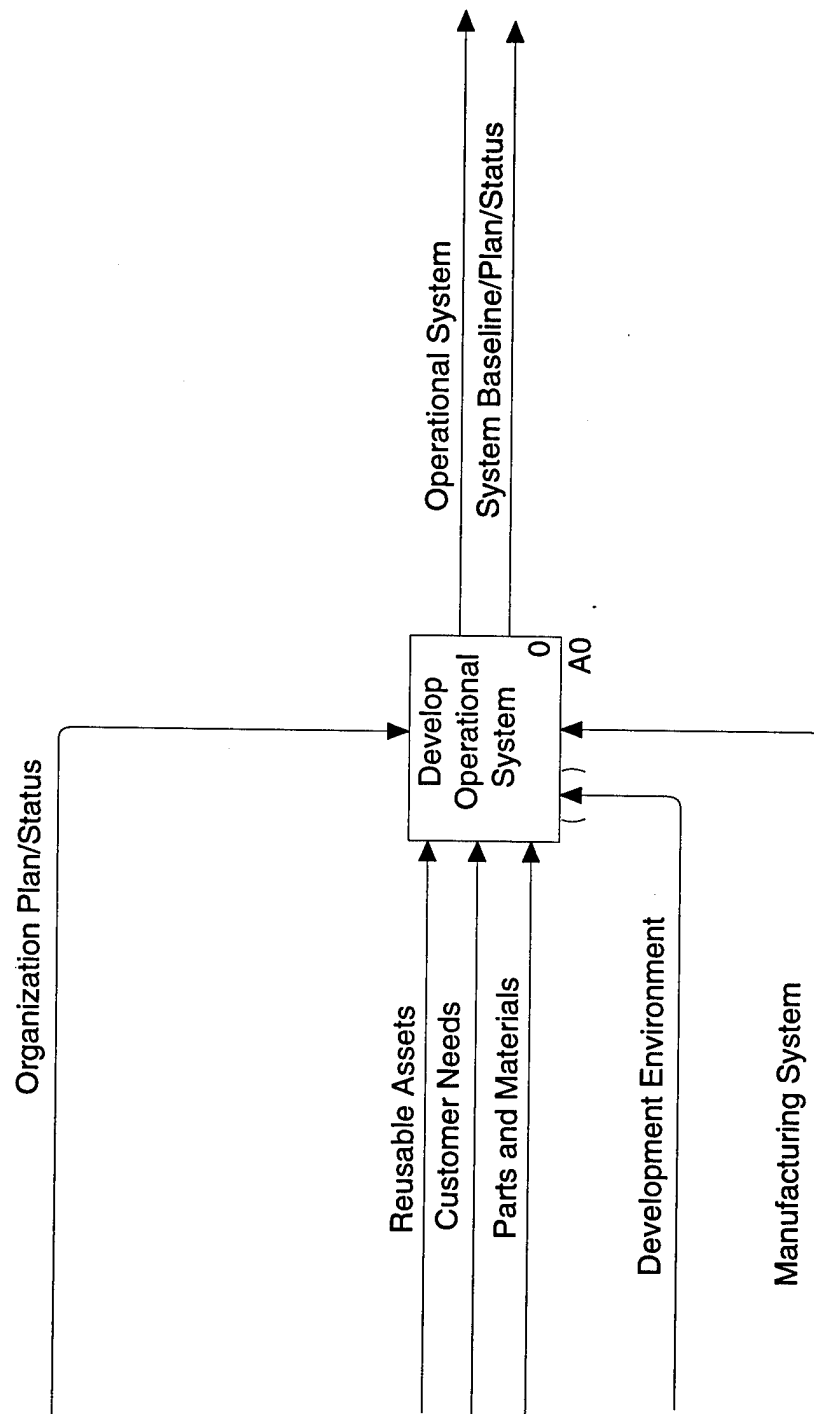 Organization Plan/Status
Reusable Assets
Customer Needs
Parts and Materials
Development Environment
Manufacturing System
Develop
Operational
System
0
A0
Operational System
System Baseline/Plan/Status